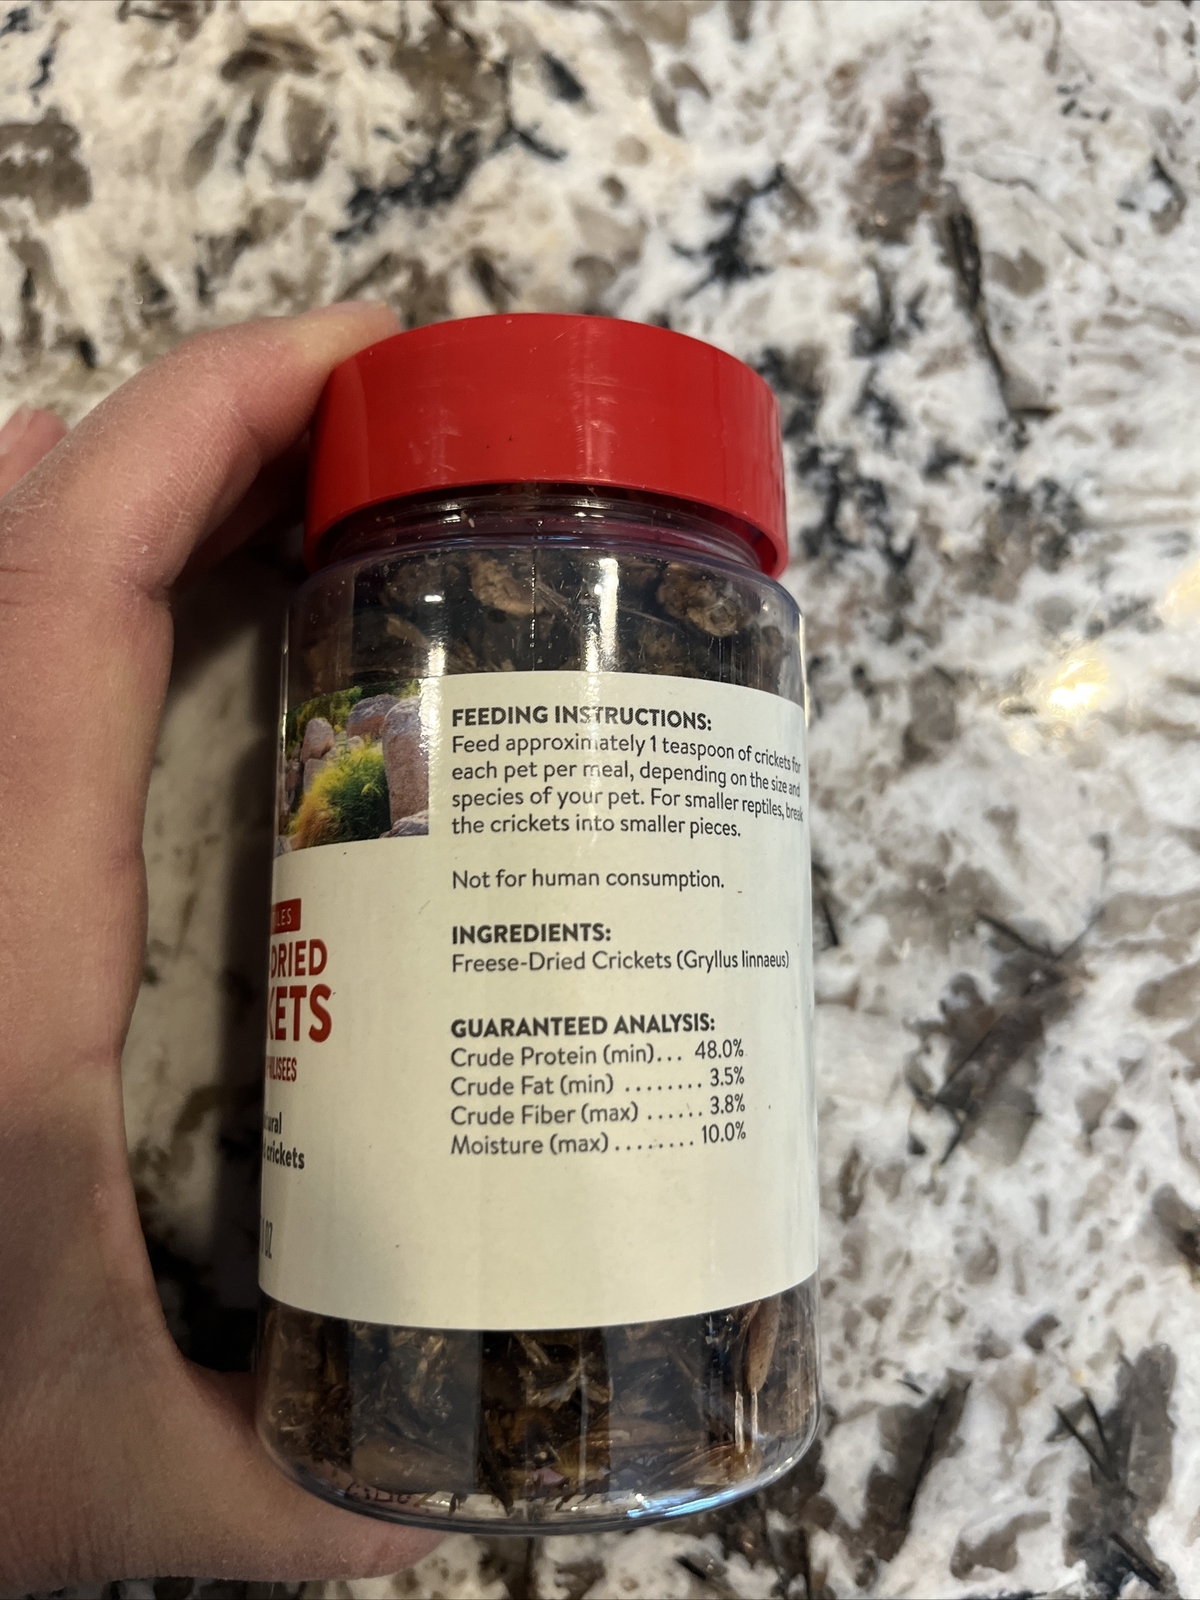 FEEDING INSTRUCTIONS:
Feed approximately 1 teaspoon of crickets for
each pet per meal, depending on the size and
species of your pet. For smaller reptiles, break
the crickets into smaller pieces.
Not for human consumption.
INGREDIENTS:
Freese-Dried Crickets (Gryllus linnaeus)
GUARANTEED ANALYSIS:
Crude Protein (min)... 48.0%
Crude Fat (min) ........ 3.5%
Crude Fiber (max) ...... 3.8%
Moisture (max)........ 10.0%
DRIED
KETS
crickets
OZ